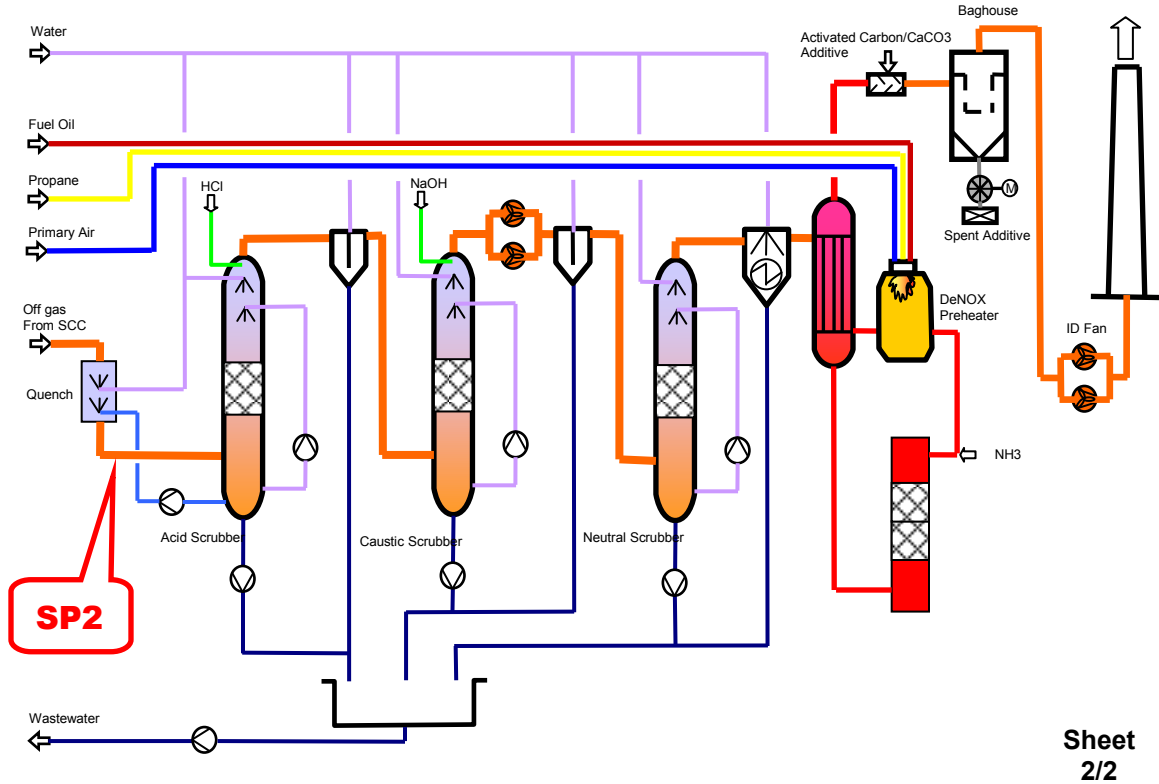 Water
Baghouse
Activated Carbon/CaCO3
Additive
Fuel Oil
Propane
HCl
NaOH
M
Spent Additive
Primary Air
DeNOX
Preheater
Off gas
From SCC
ID Fan
Quench
NH3
Acid Scrubber
Caustic Scrubber
Neutral Scrubber
SP2
Wastewater
Sheet
2/2